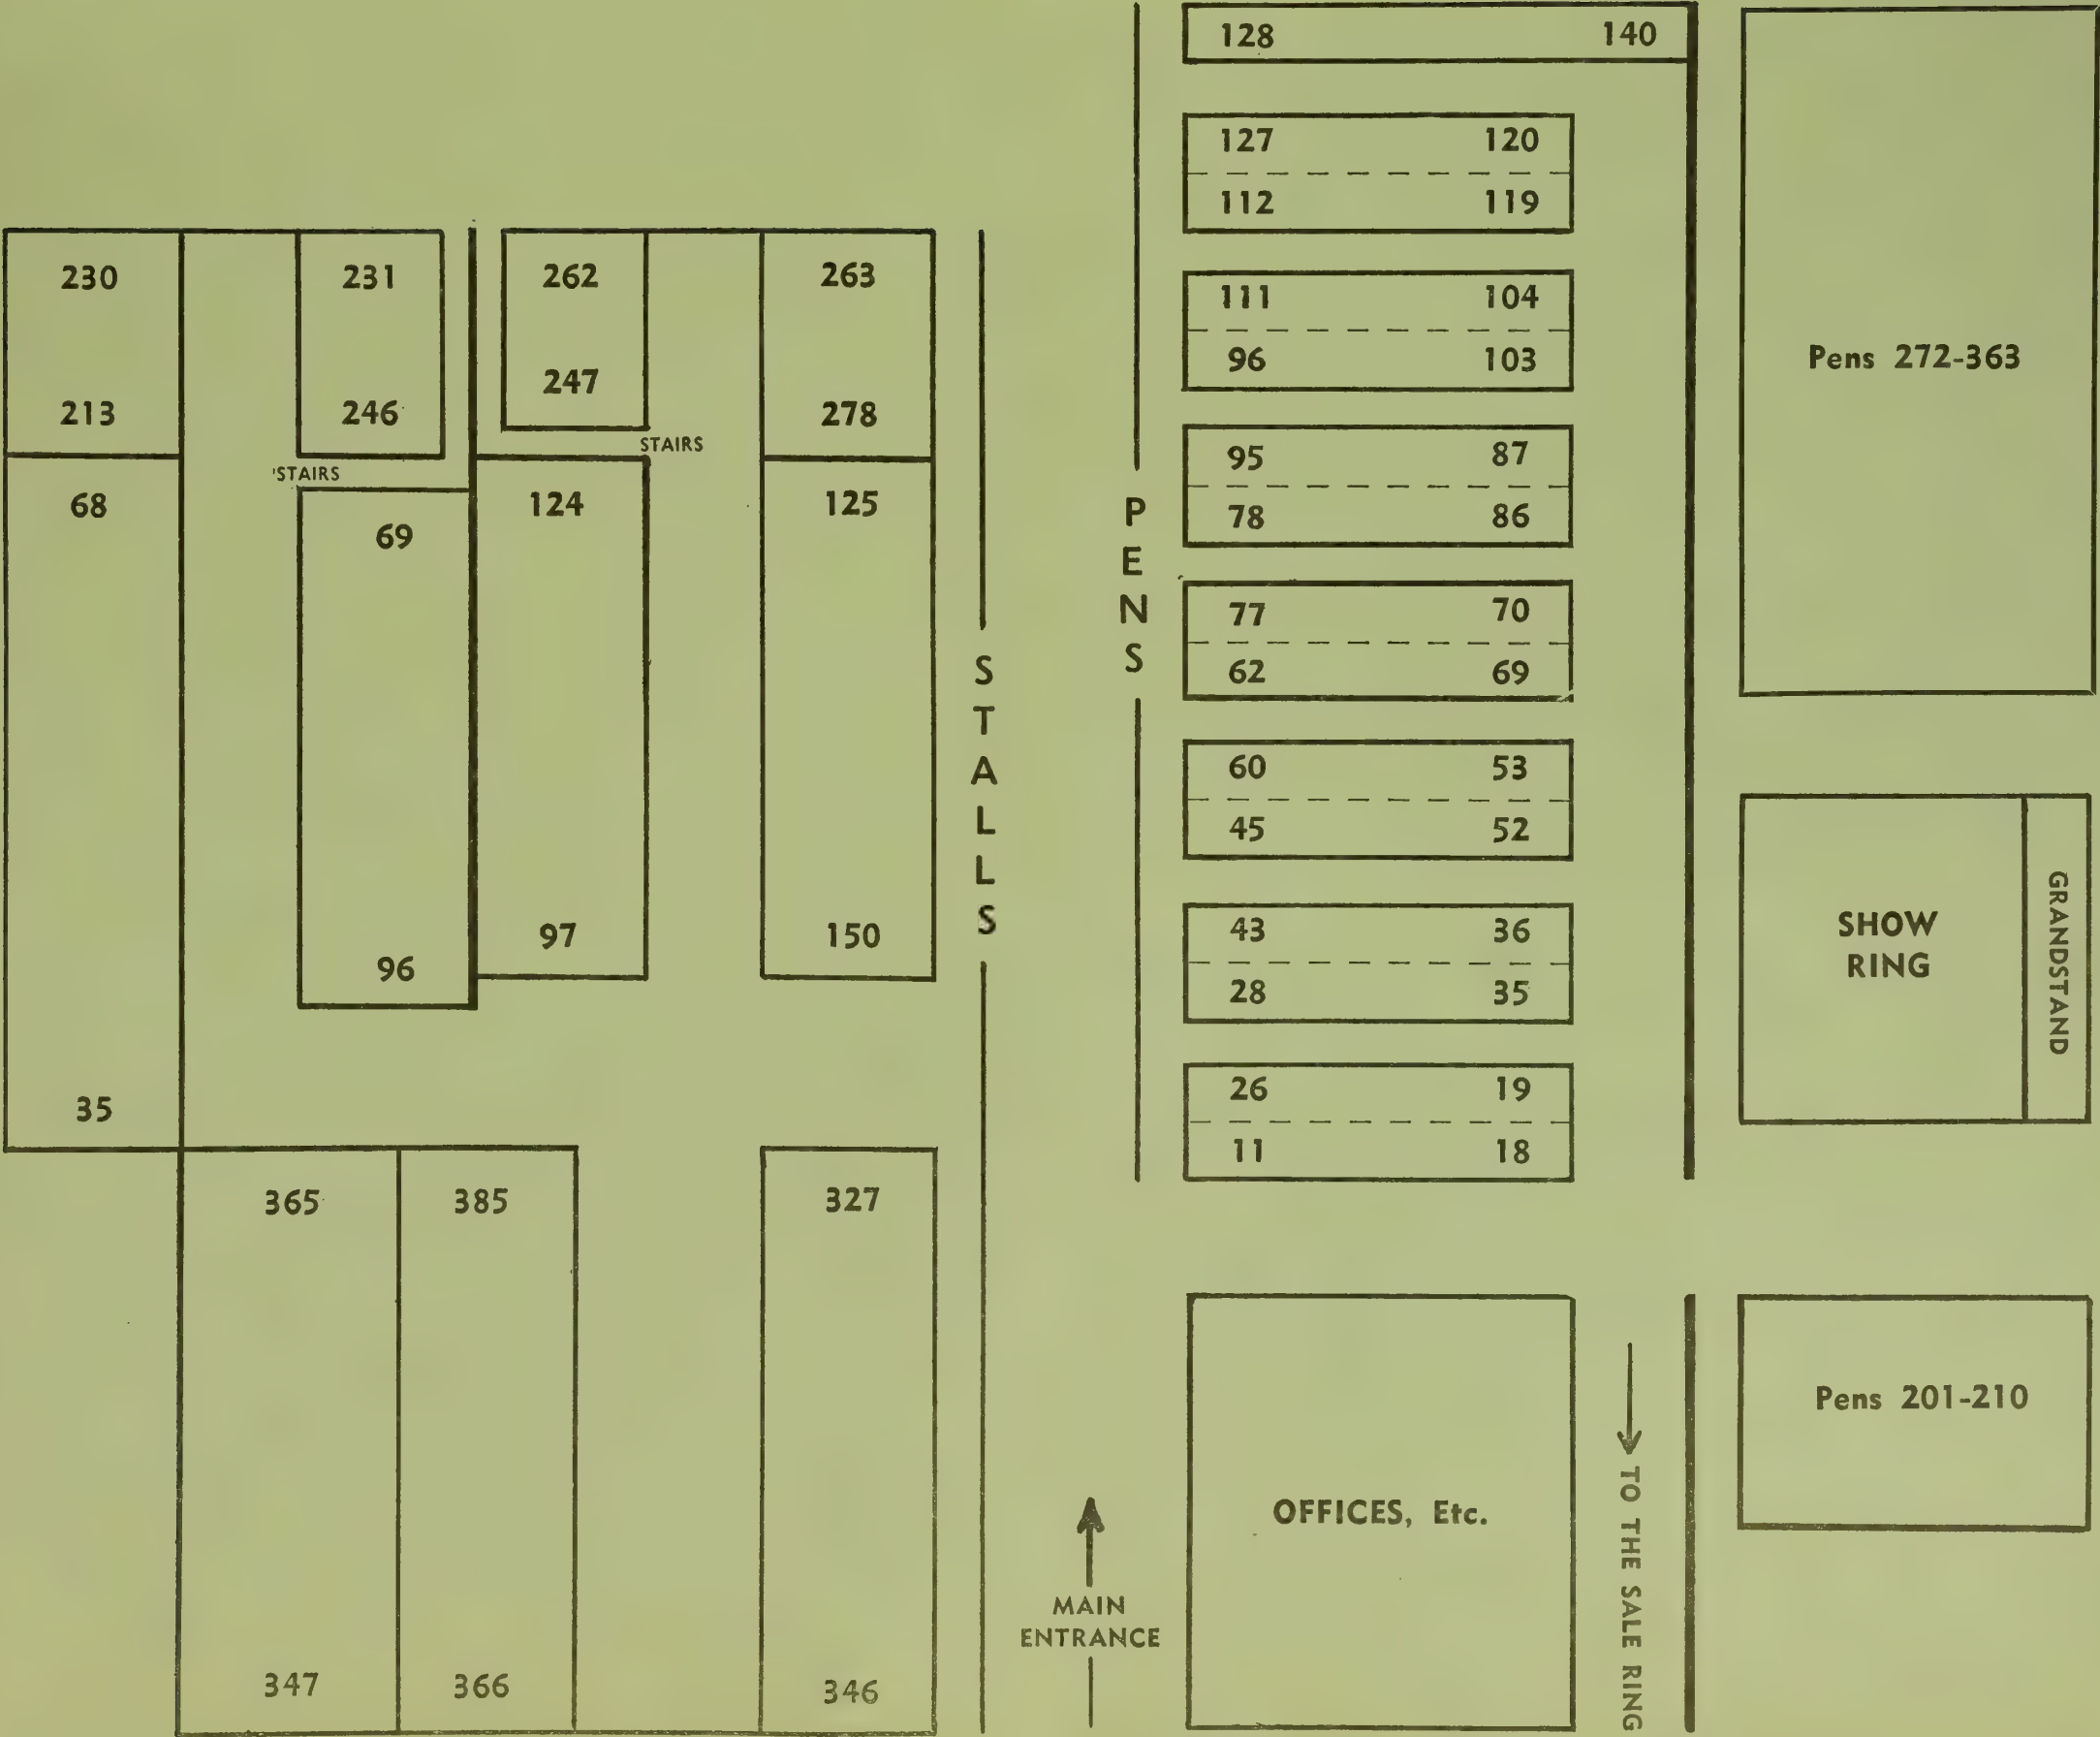 128 140
127 120
112 119
230 231 262 263
111 104
96 103
247
213 246 278
Pens 272-363
STAIRS
'STAIRS
95 87
78 86
68 69 124 125
PENS
77 70
62 69
STALLS
60 53
45 52
43 36
28 35
97 150
96
SHOW
RING
GRANDSTAND
35
26 19
11 18
365 385 327
347 366 346
MAIN
ENTRANCE
OFFICES, Etc.
TO THE SALE RING
Pens 201-210